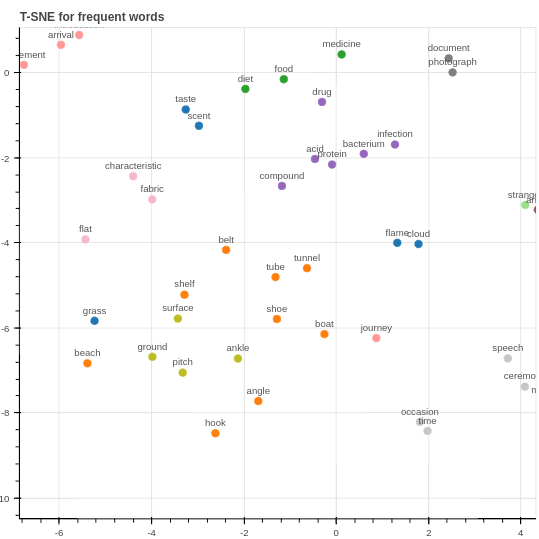 T-SNE for frequent words
arrival
ement
medicine
document
photograph
0
food
diet
drug
taste
scent
infection
bacterium
acid
protein
-2
characteristic
compound
fabric
strang
flat
flame
cloud
-4
belt
tunnel
tube
shelf
surface
shoe
grass
boat
journey
-6
ground
ankle
speech
beach
pitch
ceremo
angle
occasion
time
-8
hook
10
-6
-4
-2
0
2
4